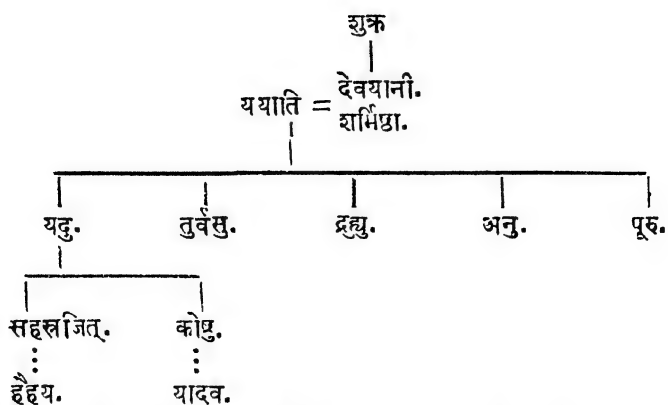 शुक्र
देवयानी.
ययाति =
शर्मिष्ठा.
यदु. तुर्वसु. द्रुह्यु. अनु. पूरु.
सहस्रजित्. कोषु.
हैहय. यादव.